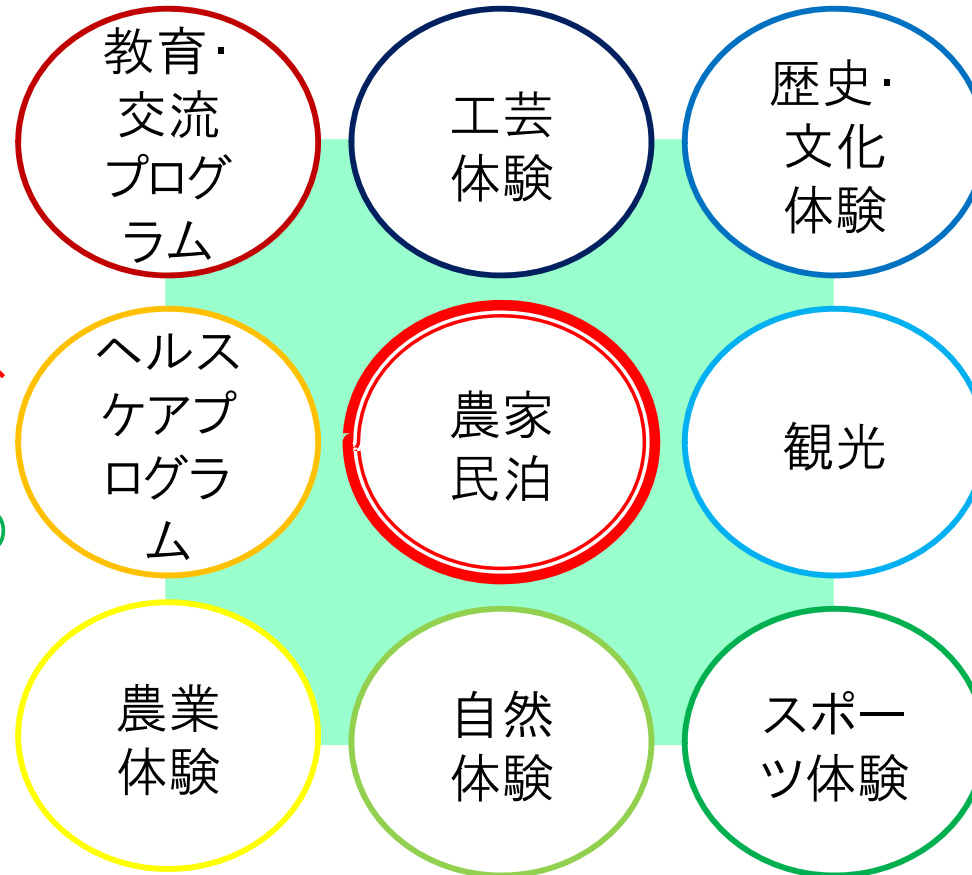 教育・
交流
プログ
ラム
工芸
体験
歴史・
文化
体験
ヘルス
ケアプ
ログラ
ム
農家
民泊
観光
農業
体験
自然
体験
スポー
ツ体験